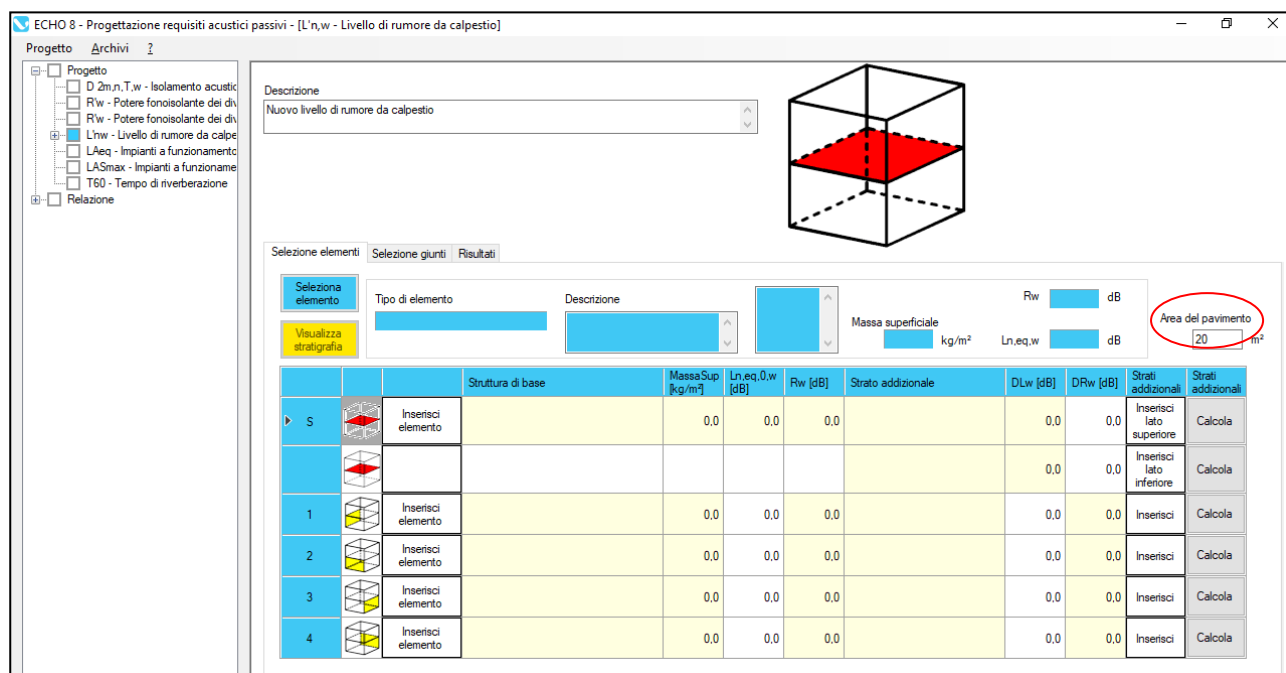 ECHO 8 - Progettazione requisiti acustici passivi - [L'n,w - Livello di rumore da calpestio]
Progetto Archivi ?
Progetto
D 2m,n,T,w - Isolamento acustic
R'w - Potere fonoisolante dei div
R'w - Potere fonoisolante dei div
L'nw - Livello di rumore da calpe
LAeq - Impianti a funzionamento
LASmax - Impianti a funzioname
T60 - Tempo di riverberazione
Relazione
Descrizione
Nuovo livello di rumore da calpestio
Selezione elementi Selezione giunti Risultati
Seleziona
elemento
Visualizza
stratigrafia
Tipo di elemento
Descrizione
Massa superficiale
kg/m²
Rw dB
Ln,eq,w dB
Area del pavimento
20 m²
Struttura di base
MassaSup
[kg/m²]
Ln,eq,0,w
[dB]
Rw [dB]
Strato addizionale
DLw [dB]
DRw [dB]
Strati
addizionali
Strati
addizionali
S
Inserisci
elemento
0,0 0,0 0,0 0,0 0,0
Inserisci
lato
superiore
Calcola
0,0 0,0
Inserisci
lato
inferiore
Calcola
1
Inserisci
elemento
0,0 0,0 0,0 0,0 0,0 Inserisci Calcola
2
Inserisci
elemento
0,0 0,0 0,0 0,0 0,0 Inserisci Calcola
3
Inserisci
elemento
0,0 0,0 0,0 0,0 0,0 Inserisci Calcola
4
Inserisci
elemento
0,0 0,0 0,0 0,0 0,0 Inserisci Calcola